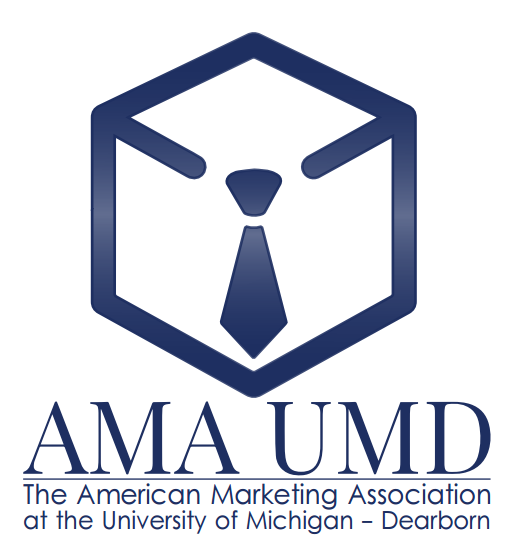 AMA UMD
The American Marketing Association
at the University of Michigan – Dearborn